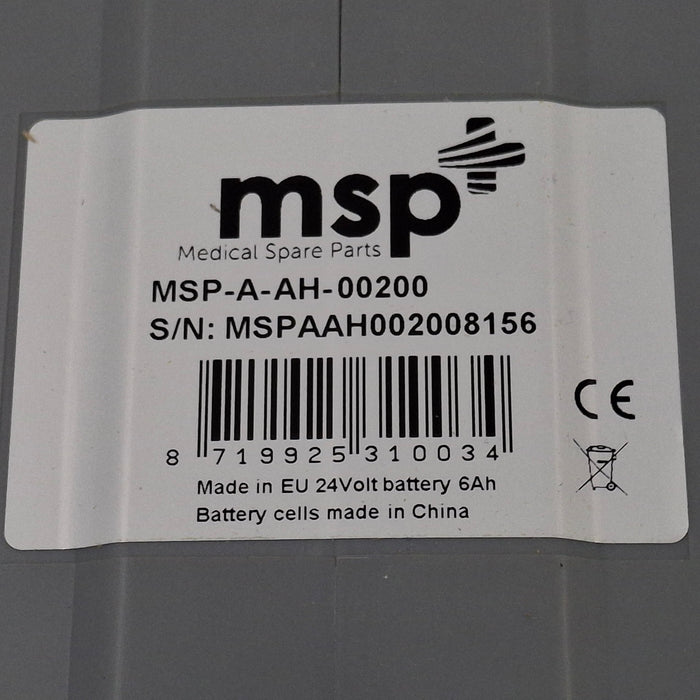 msp
Medical Spare Parts
MSP-A-AH-00200
S/N: MSPAAH002008156
8 719925 310034
CE
Made in EU 24Volt battery 6Ah
Battery cells made in China